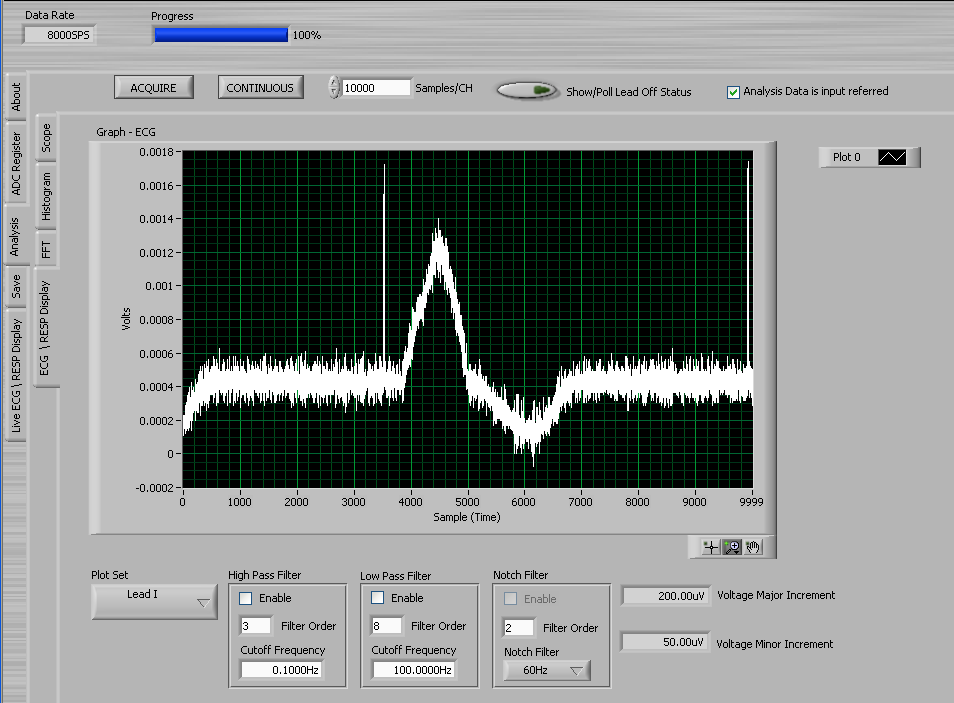 Data Rate
8000SPS
Progress
100%
ACQUIRE
CONTINUOUS
10000
Samples/CH
Show/Poll Lead Off Status
Analysis Data is input referred
About
ADC Register
Analysis
Save
Live ECG \ RESP Display
Scope
Histogram
FFT
ECG \ RESP Display
Graph - ECG
Plot 0
Volts
0.0018
0.0016
0.0014
0.0012
0.001
0.0008
0.0006
0.0004
0.0002
0
-0.0002
0 1000 2000 3000 4000 5000 6000 7000 8000 9000 9999
Sample (Time)
Plot Set
Lead I
High Pass Filter
Enable
3 Filter Order
Cutoff Frequency
0.1000Hz
Low Pass Filter
Enable
8 Filter Order
Cutoff Frequency
100.0000Hz
Notch Filter
Enable
2 Filter Order
Notch Filter
60Hz
200.00uV Voltage Major Increment
50.00uV Voltage Minor Increment